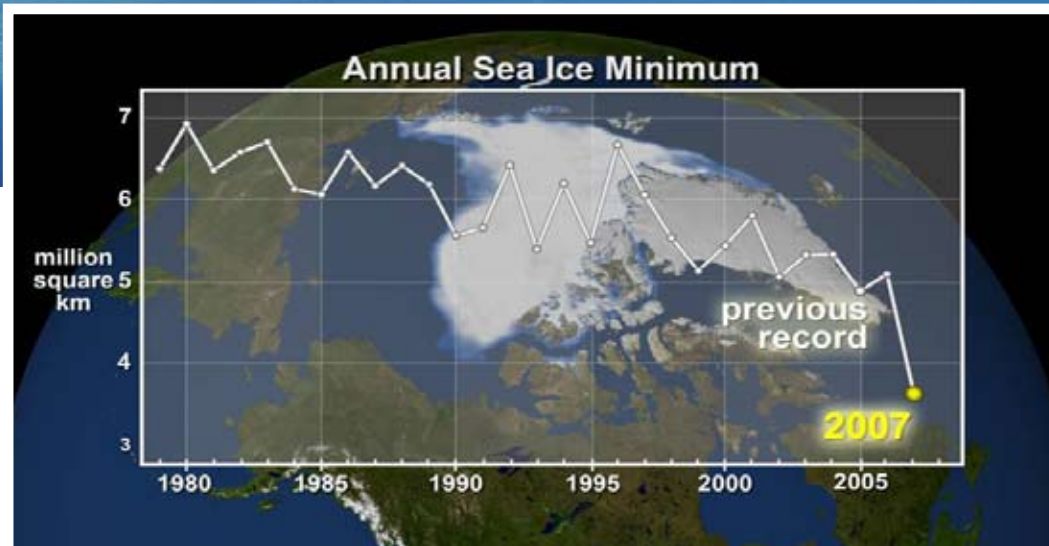 Annual Sea Ice Minimum
7
6
million
square 5
km
4
3
previous
record
2007
1980 1985 1990 1995 2000 2005